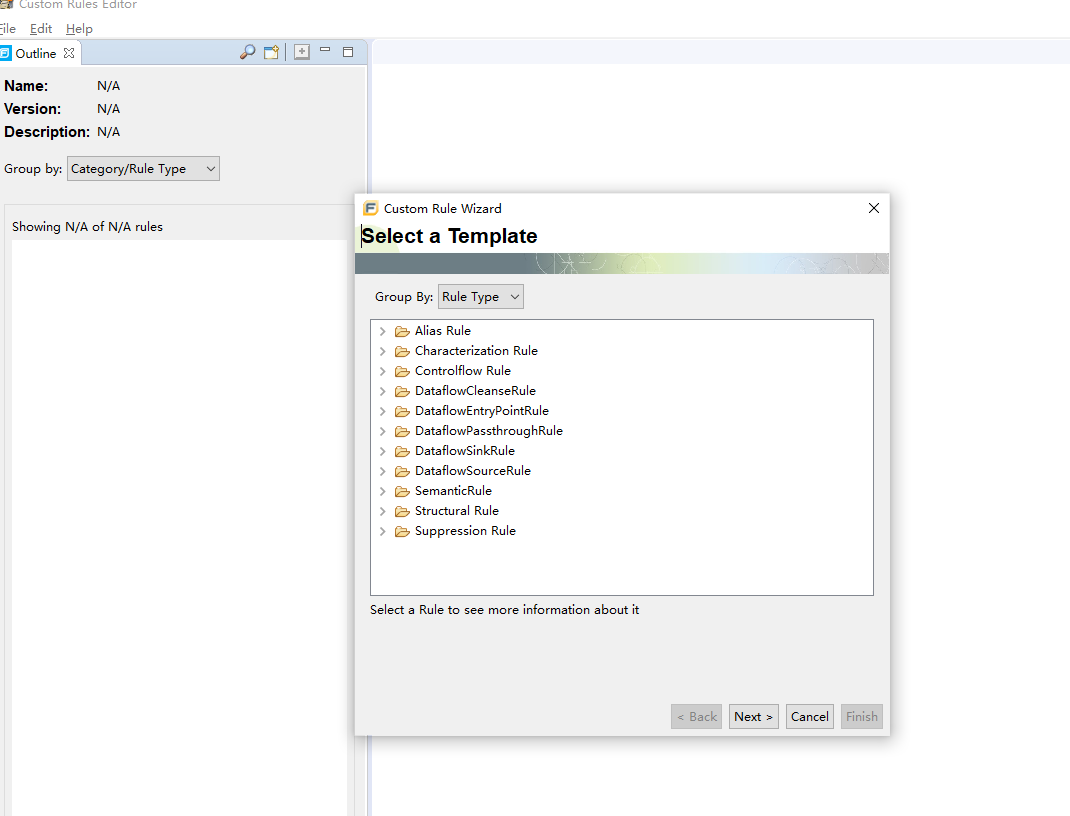 Custom Rules Editor
File Edit Help
Outline
Name: N/A
Version: N/A
Description: N/A
Group by: Category/Rule Type
Showing N/A of N/A rules
Custom Rule Wizard
Select a Template
Group By: Rule Type
Alias Rule
Characterization Rule
Controlflow Rule
DataflowCleanseRule
DataflowEntryPointRule
DataflowPassthroughRule
DataflowSinkRule
DataflowSourceRule
SemanticRule
Structural Rule
Suppression Rule
Select a Rule to see more information about it
< Back Next > Cancel Finish